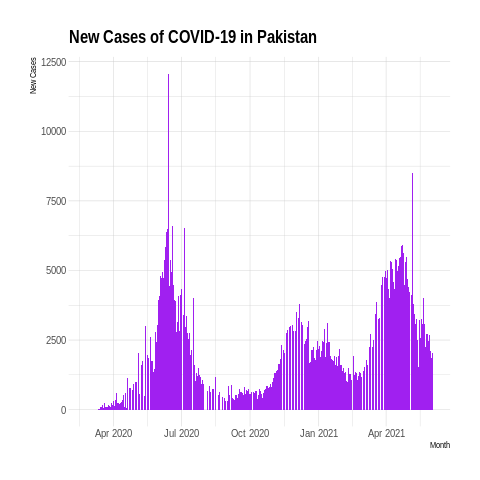 New Cases of COVID-19 in Pakistan
New Cases
12500
10000
7500
5000
2500
0
Apr 2020
Jul 2020
Oct 2020
Jan 2021
Apr 2021
Month